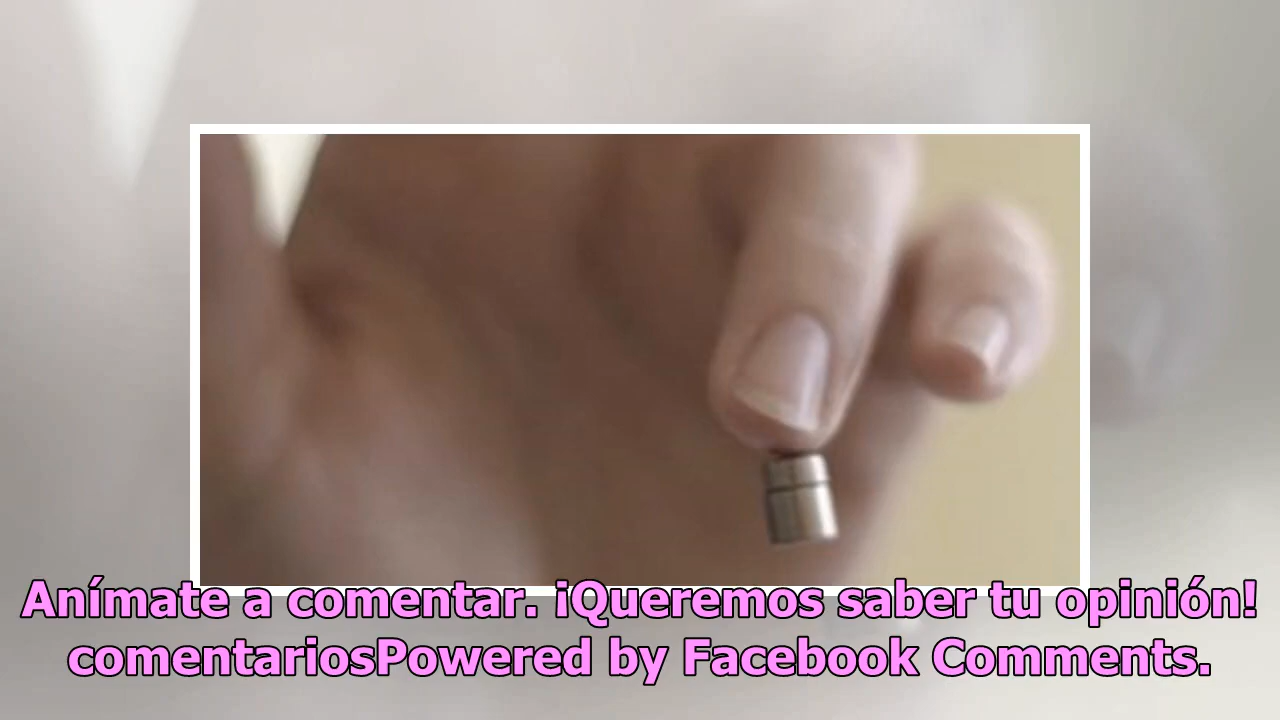 Anímate a comentar. ¡Queremos saber tu opinión!
comentariosPowered by Facebook Comments.